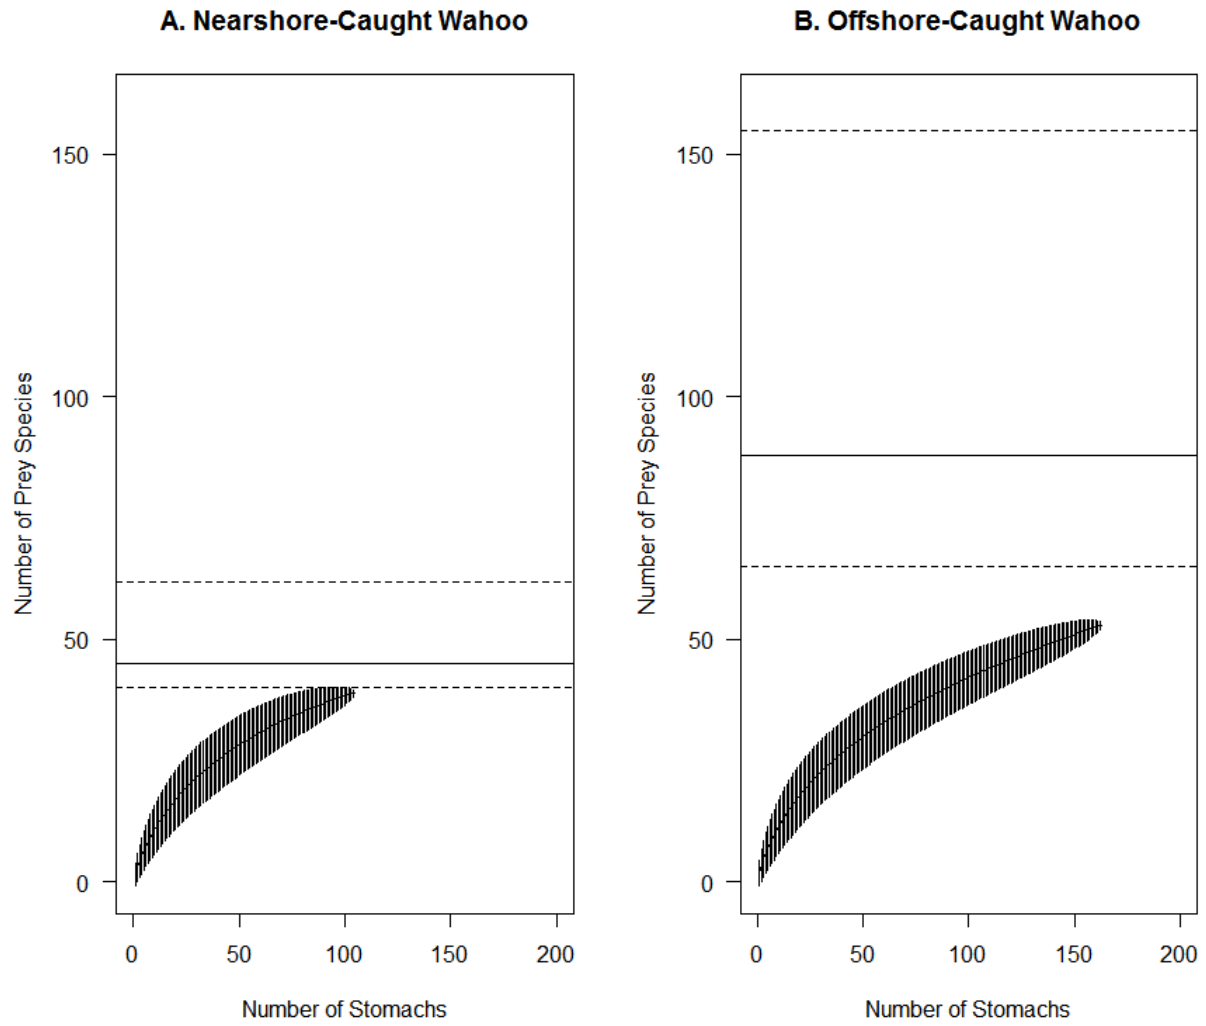 A. Nearshore-Caught Wahoo
Number of Prey Species
150
100
50
0
0 50 100 150 200
Number of Stomachs
B. Offshore-Caught Wahoo
Number of Prey Species
150
100
50
0
0 50 100 150 200
Number of Stomachs